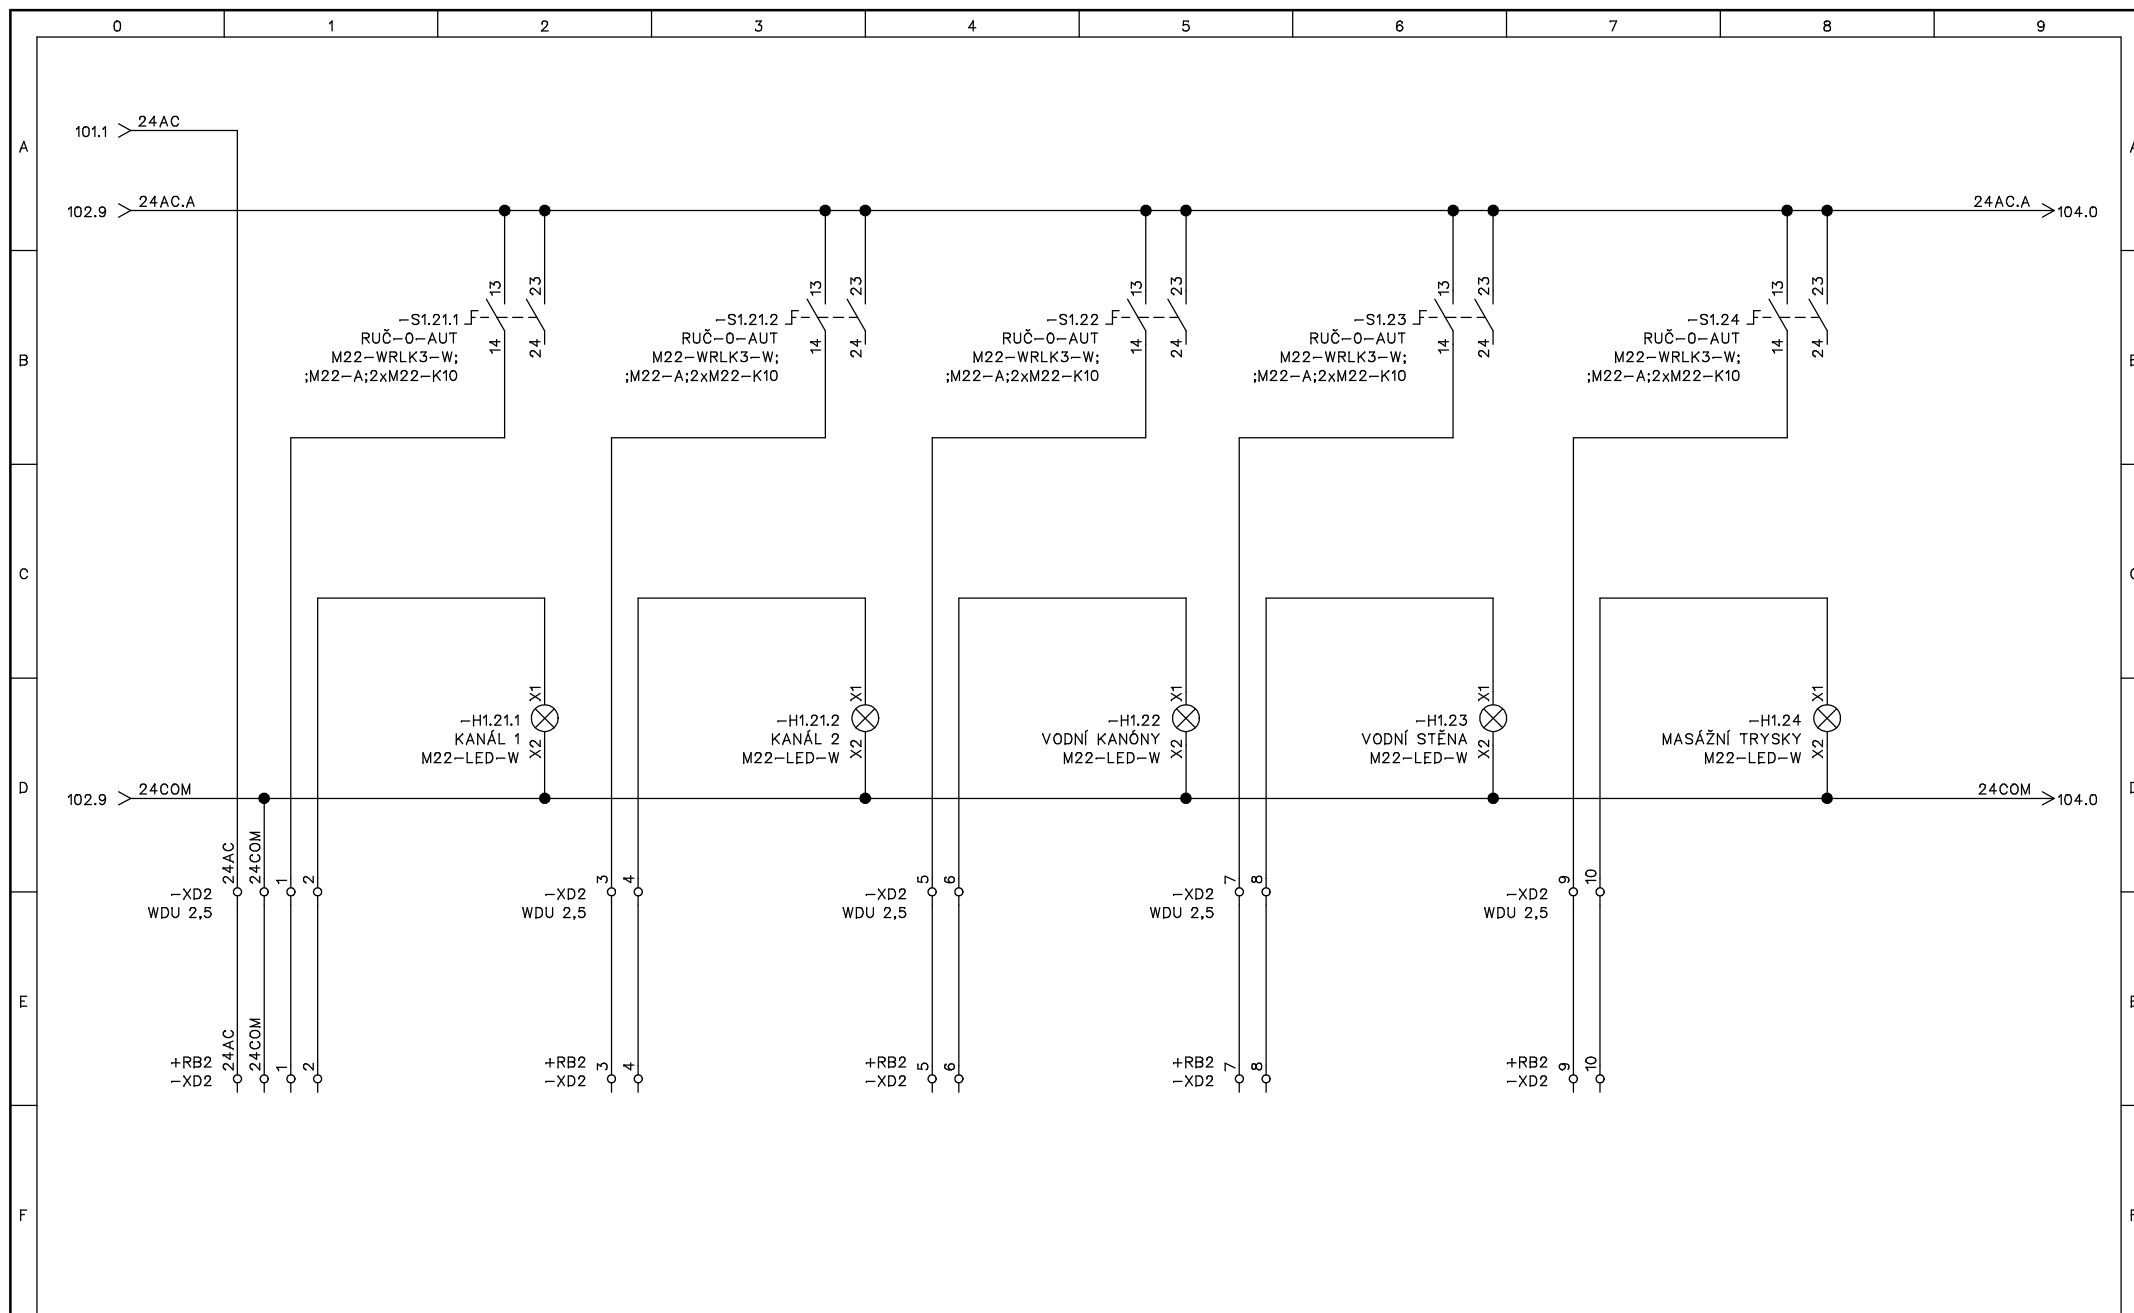 0 1 2 3 4 5 6 7 8 9
101.1 24AC
A A
102.9 24AC.A 24AC.A 104.0
13 23 13 23 13 23 13 23 13 23
-S1.21.1 -S1.21.2 -S1.22 -S1.23 -S1.24
RUČ-0-AUT RUČ-0-AUT RUČ-0-AUT RUČ-0-AUT RUČ-0-AUT
14 24 14 24 14 24 14 24 14 24
M22-WRLK3-W; M22-WRLK3-W; M22-WRLK3-W; M22-WRLK3-W; M22-WRLK3-W;
B
;M22-A;2xM22-K10 ;M22-A;2xM22-K10 ;M22-A;2xM22-K10 ;M22-A;2xM22-K10 ;M22-A;2xM22-K10
C
X1 X1 X1 X1 X1
-H1.21.1 -H1.21.2 -H1.22 -H1.23 -H1.24
KANÁL 1 KANÁL 2 VODNÍ KANÓNY VODNÍ STĚNA MASÁŽNÍ TRYSKY
X2 X2 X2 X2 X2
M22-LED-W M22-LED-W M22-LED-W M22-LED-W M22-LED-W
D
102.9 24COM 24COM 104.0
24AC 24COM 1 2 3 4 5 6 7 8 9 10
-XD2 -XD2 -XD2 -XD2 -XD2
WDU 2,5 WDU 2,5 WDU 2,5 WDU 2,5 WDU 2,5
E
24AC 24COM 1 2 3 4 5 6 7 8 9 10
+RB2 +RB2 +RB2 +RB2 +RB2
-XD2 -XD2 -XD2 -XD2 -XD2
F